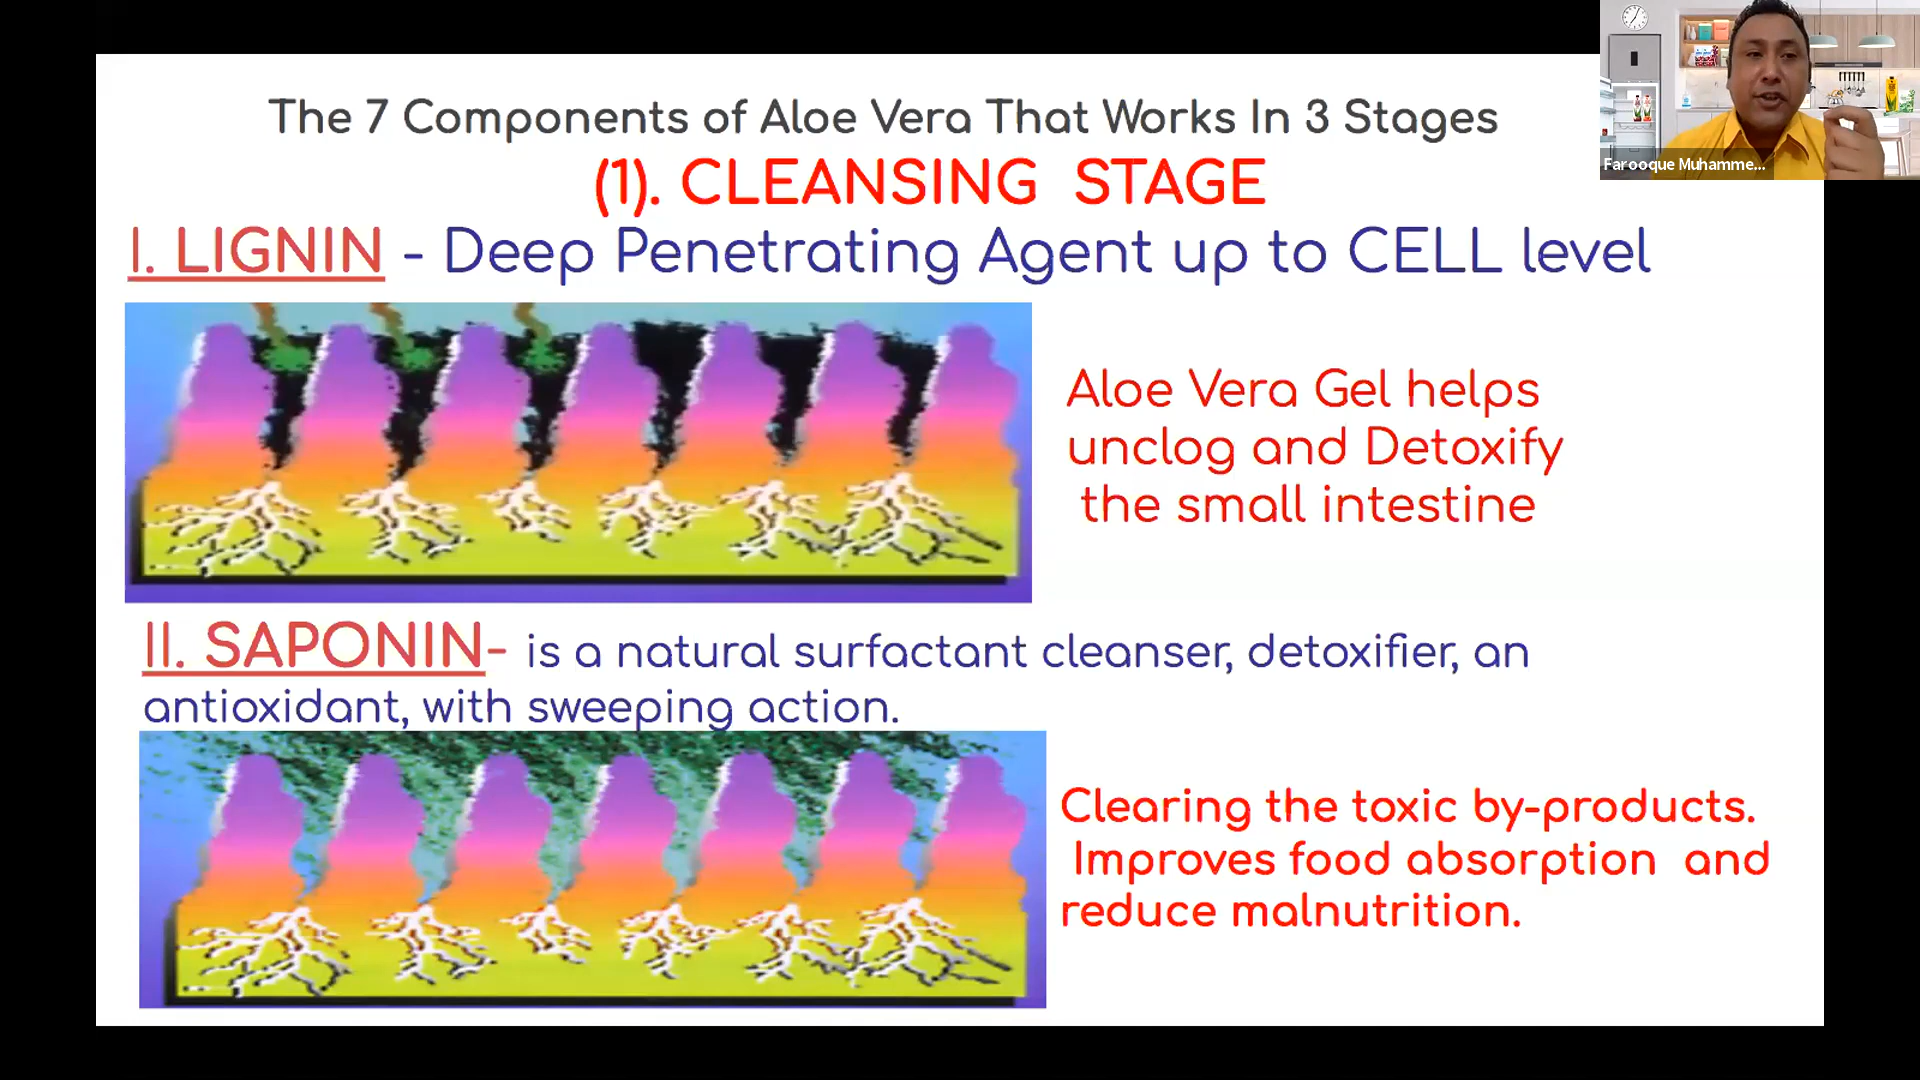 The 7 Components of Aloe Vera That Works In 3 Stages
(1). CLEANSING STAGE
I. LIGNIN - Deep Penetrating Agent up to CELL level
Aloe Vera Gel helps
unclog and Detoxify
the small intestine
II. SAPONIN- is a natural surfactant cleanser, detoxifier, an
antioxidant, with sweeping action.
Clearing the toxic by-products.
Improves food absorption and
reduce malnutrition.
Farooque Muhamme...